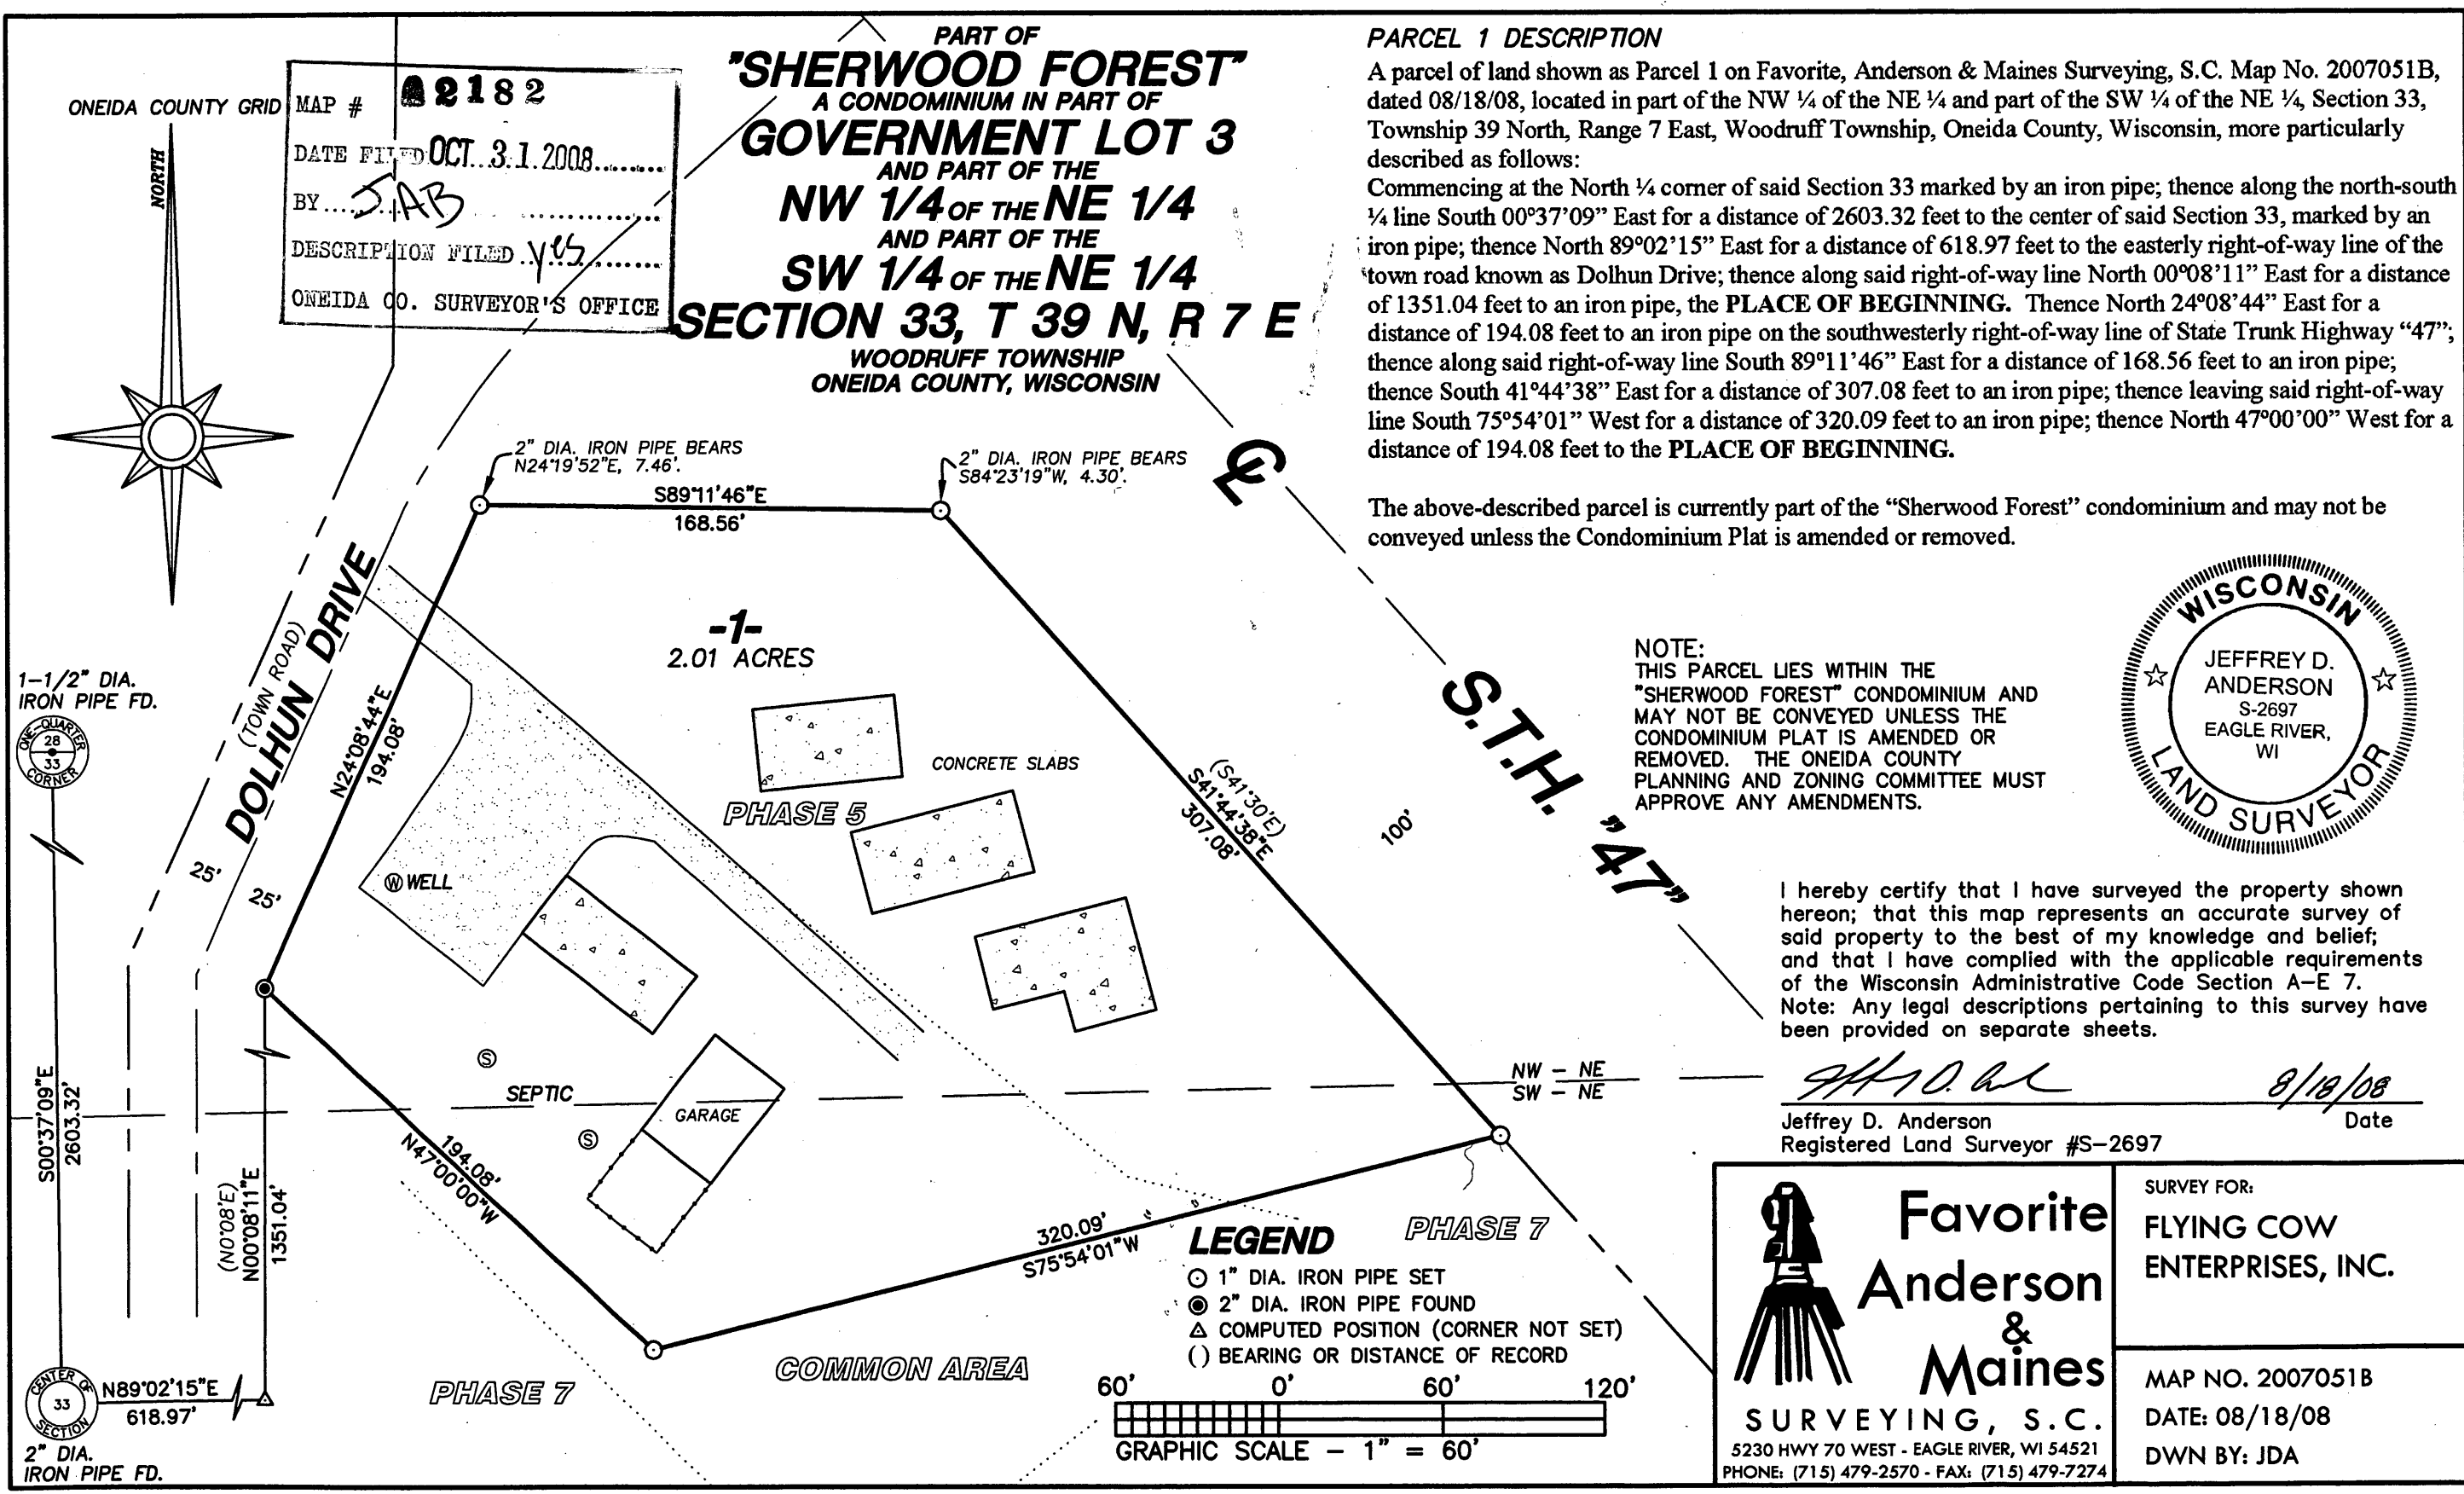 PART OF
"SHERWOOD FOREST"
A CONDOMINIUM IN PART OF
GOVERNMENT LOT 3
AND PART OF THE
NW 1/4 OF THE NE 1/4
AND PART OF THE
SW 1/4 OF THE NE 1/4
SECTION 33, T 39 N, R 7 E
WOODRUFF TOWNSHIP
ONEIDA COUNTY, WISCONSIN
ONEIDA COUNTY GRID
NORTH
MAP # A2182
DATE FILED OCT. 31. 2008
BY JAB
DESCRIPTION FILED yes
ONEIDA CO. SURVEYOR'S OFFICE
PARCEL 1 DESCRIPTION
A parcel of land shown as Parcel 1 on Favorite, Anderson & Maines Surveying, S.C. Map No. 2007051B,
dated 08/18/08, located in part of the NW ¼ of the NE ¼ and part of the SW ¼ of the NE ¼, Section 33,
Township 39 North, Range 7 East, Woodruff Township, Oneida County, Wisconsin, more particularly
described as follows:
Commencing at the North ¼ corner of said Section 33 marked by an iron pipe; thence along the north-south
¼ line South 00º37'09" East for a distance of 2603.32 feet to the center of said Section 33, marked by an
iron pipe; thence North 89º02'15" East for a distance of 618.97 feet to the easterly right-of-way line of the
town road known as Dolhun Drive; thence along said right-of-way line North 00º08'11" East for a distance
of 1351.04 feet to an iron pipe, the PLACE OF BEGINNING. Thence North 24º08'44" East for a
distance of 194.08 feet to an iron pipe on the southwesterly right-of-way line of State Trunk Highway "47";
thence along said right-of-way line South 89º11'46" East for a distance of 168.56 feet to an iron pipe;
thence South 41º44'38" East for a distance of 307.08 feet to an iron pipe; thence leaving said right-of-way
line South 75º54'01" West for a distance of 320.09 feet to an iron pipe; thence North 47º00'00" West for a
distance of 194.08 feet to the PLACE OF BEGINNING.
The above-described parcel is currently part of the "Sherwood Forest" condominium and may not be
conveyed unless the Condominium Plat is amended or removed.
2" DIA. IRON PIPE BEARS
N24°19'52"E, 7.46'.
2" DIA. IRON PIPE BEARS
S84°23'19"W, 4.30'.
S89°11'46"E
168.56'
℄
S.T.H. "47"
100'
-1-
2.01 ACRES
DOLHUN DRIVE
(TOWN ROAD)
N24°08'44"E
194.08'
25'
25'
1-1/2" DIA.
IRON PIPE FD.
ONE-QUARTER
28
33
CORNER
CONCRETE SLABS
PHASE 5
(S41°30'E)
S41°44'38"E
307.08'
WELL
W
S
SEPTIC
S
GARAGE
NW – NE
SW – NE
S00°37'09"E
2603.32'
(N0°08'E)
N00°08'11"E
1351.04'
194.08'
N47°00'00"W
320.09'
S75°54'01"W
PHASE 7
PHASE 7
COMMON AREA
CENTER OF
33
SECTION
N89°02'15"E
618.97'
2" DIA.
IRON PIPE FD.
LEGEND
1" DIA. IRON PIPE SET
2" DIA. IRON PIPE FOUND
COMPUTED POSITION (CORNER NOT SET)
( ) BEARING OR DISTANCE OF RECORD
60' 0' 60' 120'
GRAPHIC SCALE – 1" = 60'
NOTE:
THIS PARCEL LIES WITHIN THE
"SHERWOOD FOREST" CONDOMINIUM AND
MAY NOT BE CONVEYED UNLESS THE
CONDOMINIUM PLAT IS AMENDED OR
REMOVED. THE ONEIDA COUNTY
PLANNING AND ZONING COMMITTEE MUST
APPROVE ANY AMENDMENTS.
WISCONSIN
JEFFREY D.
ANDERSON
S-2697
EAGLE RIVER,
WI
LAND SURVEYOR
I hereby certify that I have surveyed the property shown
hereon; that this map represents an accurate survey of
said property to the best of my knowledge and belief;
and that I have complied with the applicable requirements
of the Wisconsin Administrative Code Section A–E 7.
Note: Any legal descriptions pertaining to this survey have
been provided on separate sheets.
8/18/08
Jeffrey D. Anderson Date
Registered Land Surveyor #S–2697
Favorite
Anderson
&
Maines
SURVEYING, S.C.
5230 HWY 70 WEST - EAGLE RIVER, WI 54521
PHONE: (715) 479-2570 - FAX: (715) 479-7274
SURVEY FOR:
FLYING COW
ENTERPRISES, INC.
MAP NO. 2007051B
DATE: 08/18/08
DWN BY: JDA